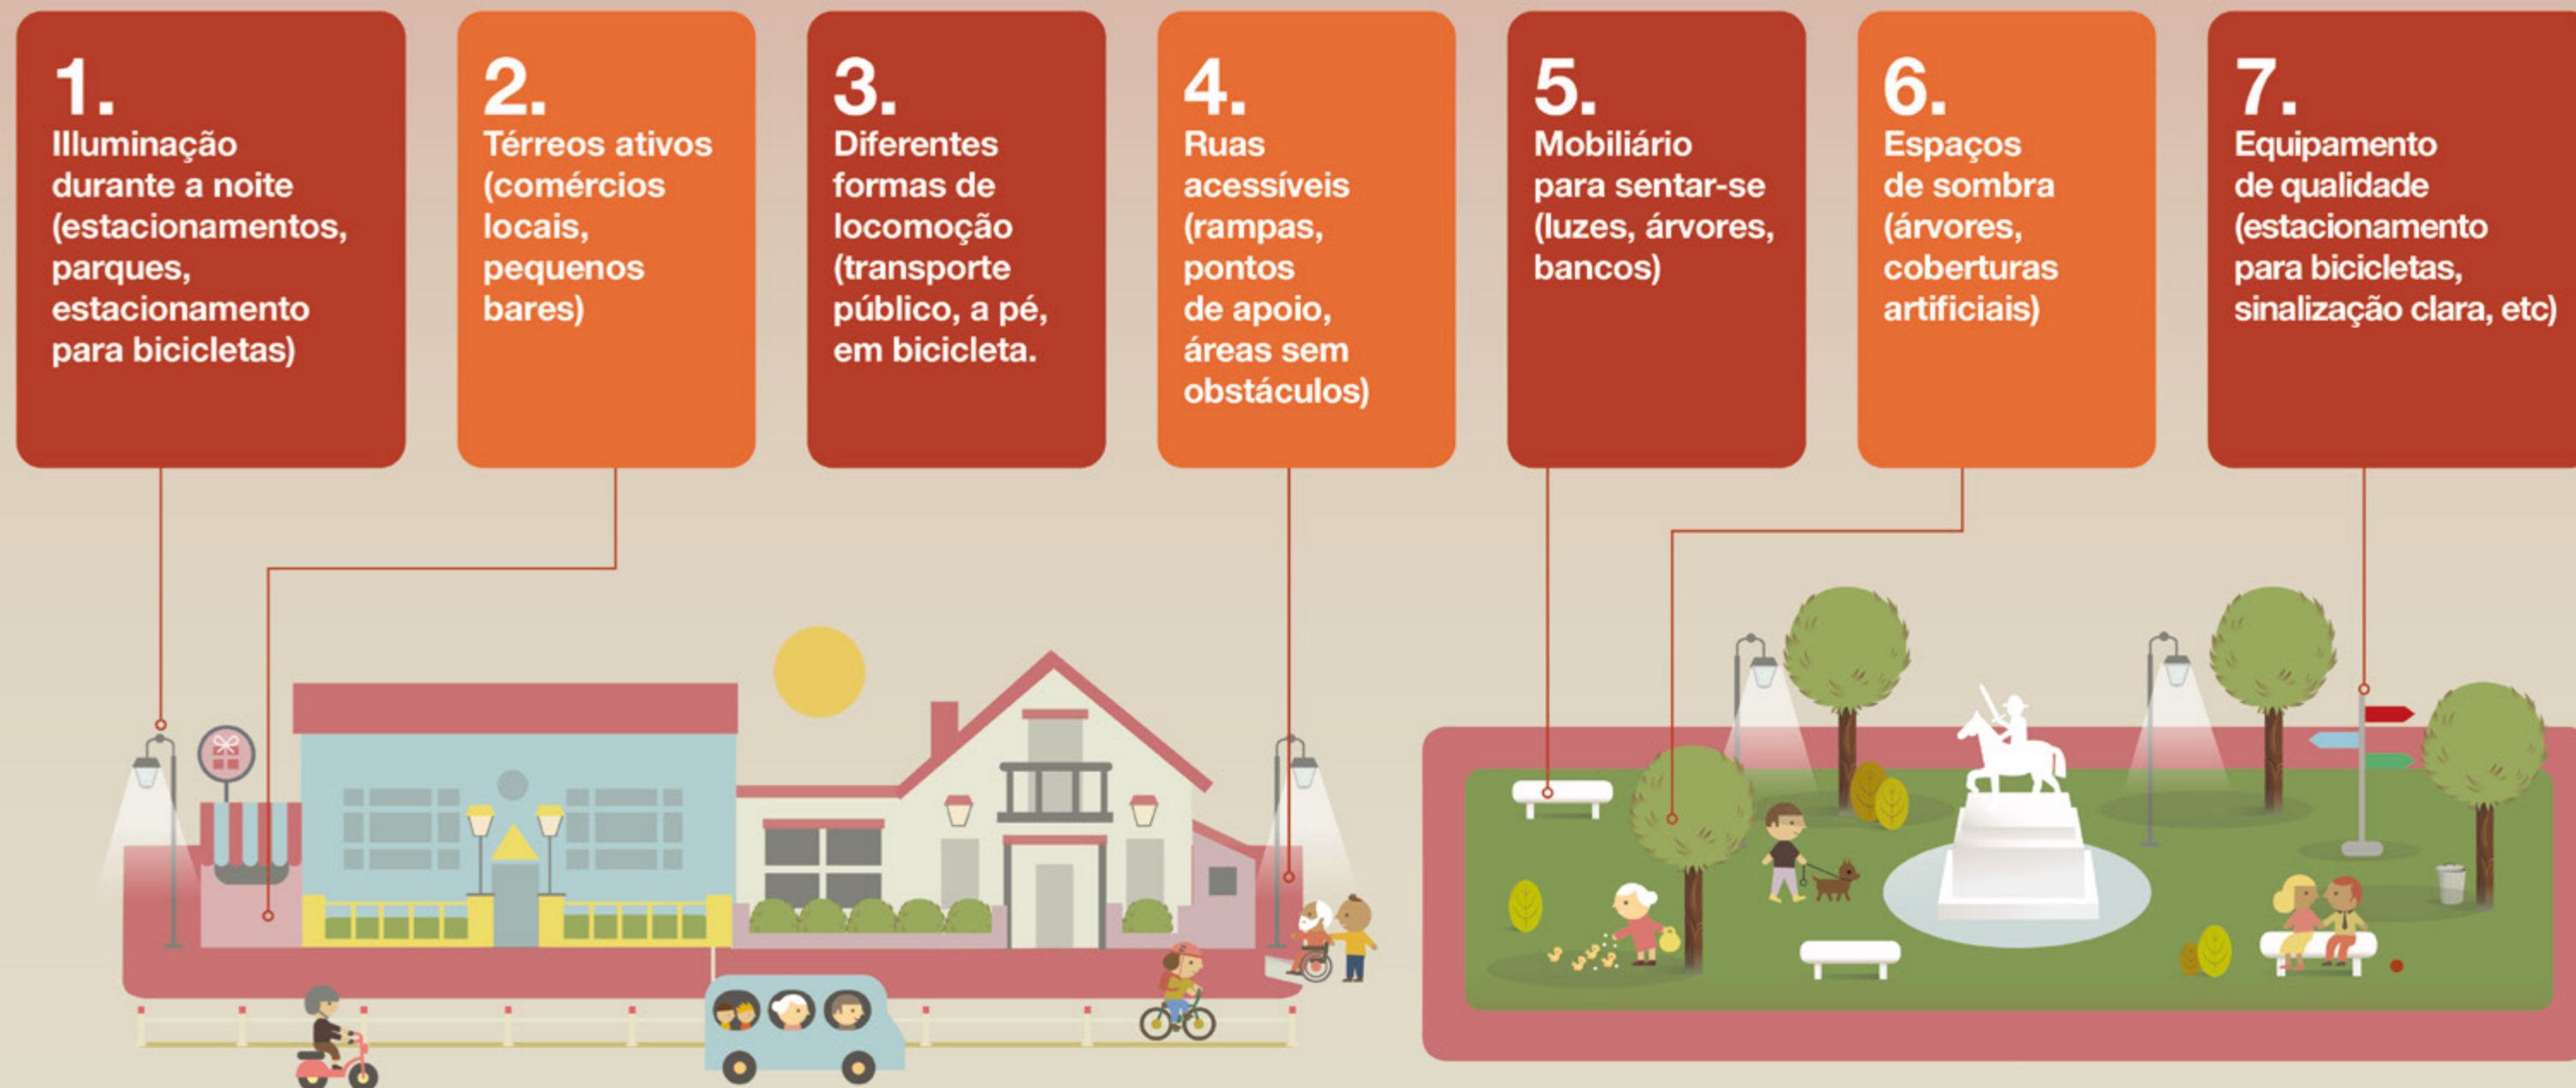 1.
Illuminação
durante a noite
(estacionamentos,
parques,
estacionamento
para bicicletas)
2.
Térreos ativos
(comércios
locais,
pequenos
bares)
3.
Diferentes
formas de
locomoção
(transporte
público, a pé,
em bicicleta.
4.
Ruas
acessíveis
(rampas,
pontos
de apoio,
áreas sem
obstáculos)
5.
Mobiliário
para sentar-se
(luzes, árvores,
bancos)
6.
Espaços
de sombra
(árvores,
coberturas
artificiais)
7.
Equipamento
de qualidade
(estacionamento
para bicicletas,
sinalização clara, etc)